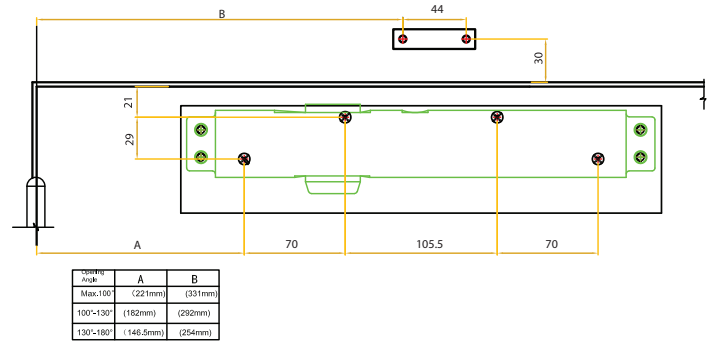 B
44
30
21
29
A
70
105.5
70
Opening Angle
A
B
Max.100° (221mm) (331mm)
100°-130° (182mm) (292mm)
130°-180° (146.5mm) (254mm)